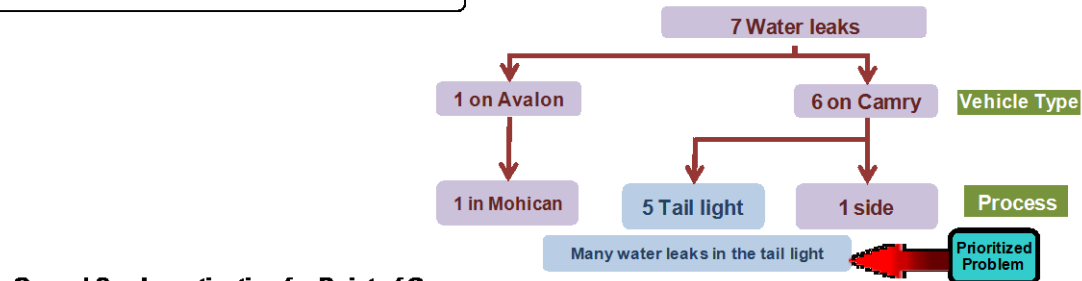 7 Water leaks
1 on Avalon
6 on Camry
Vehicle Type
1 in Mohican
5 Tail light
1 side
Process
Many water leaks in the tail light
Prioritized
Problem